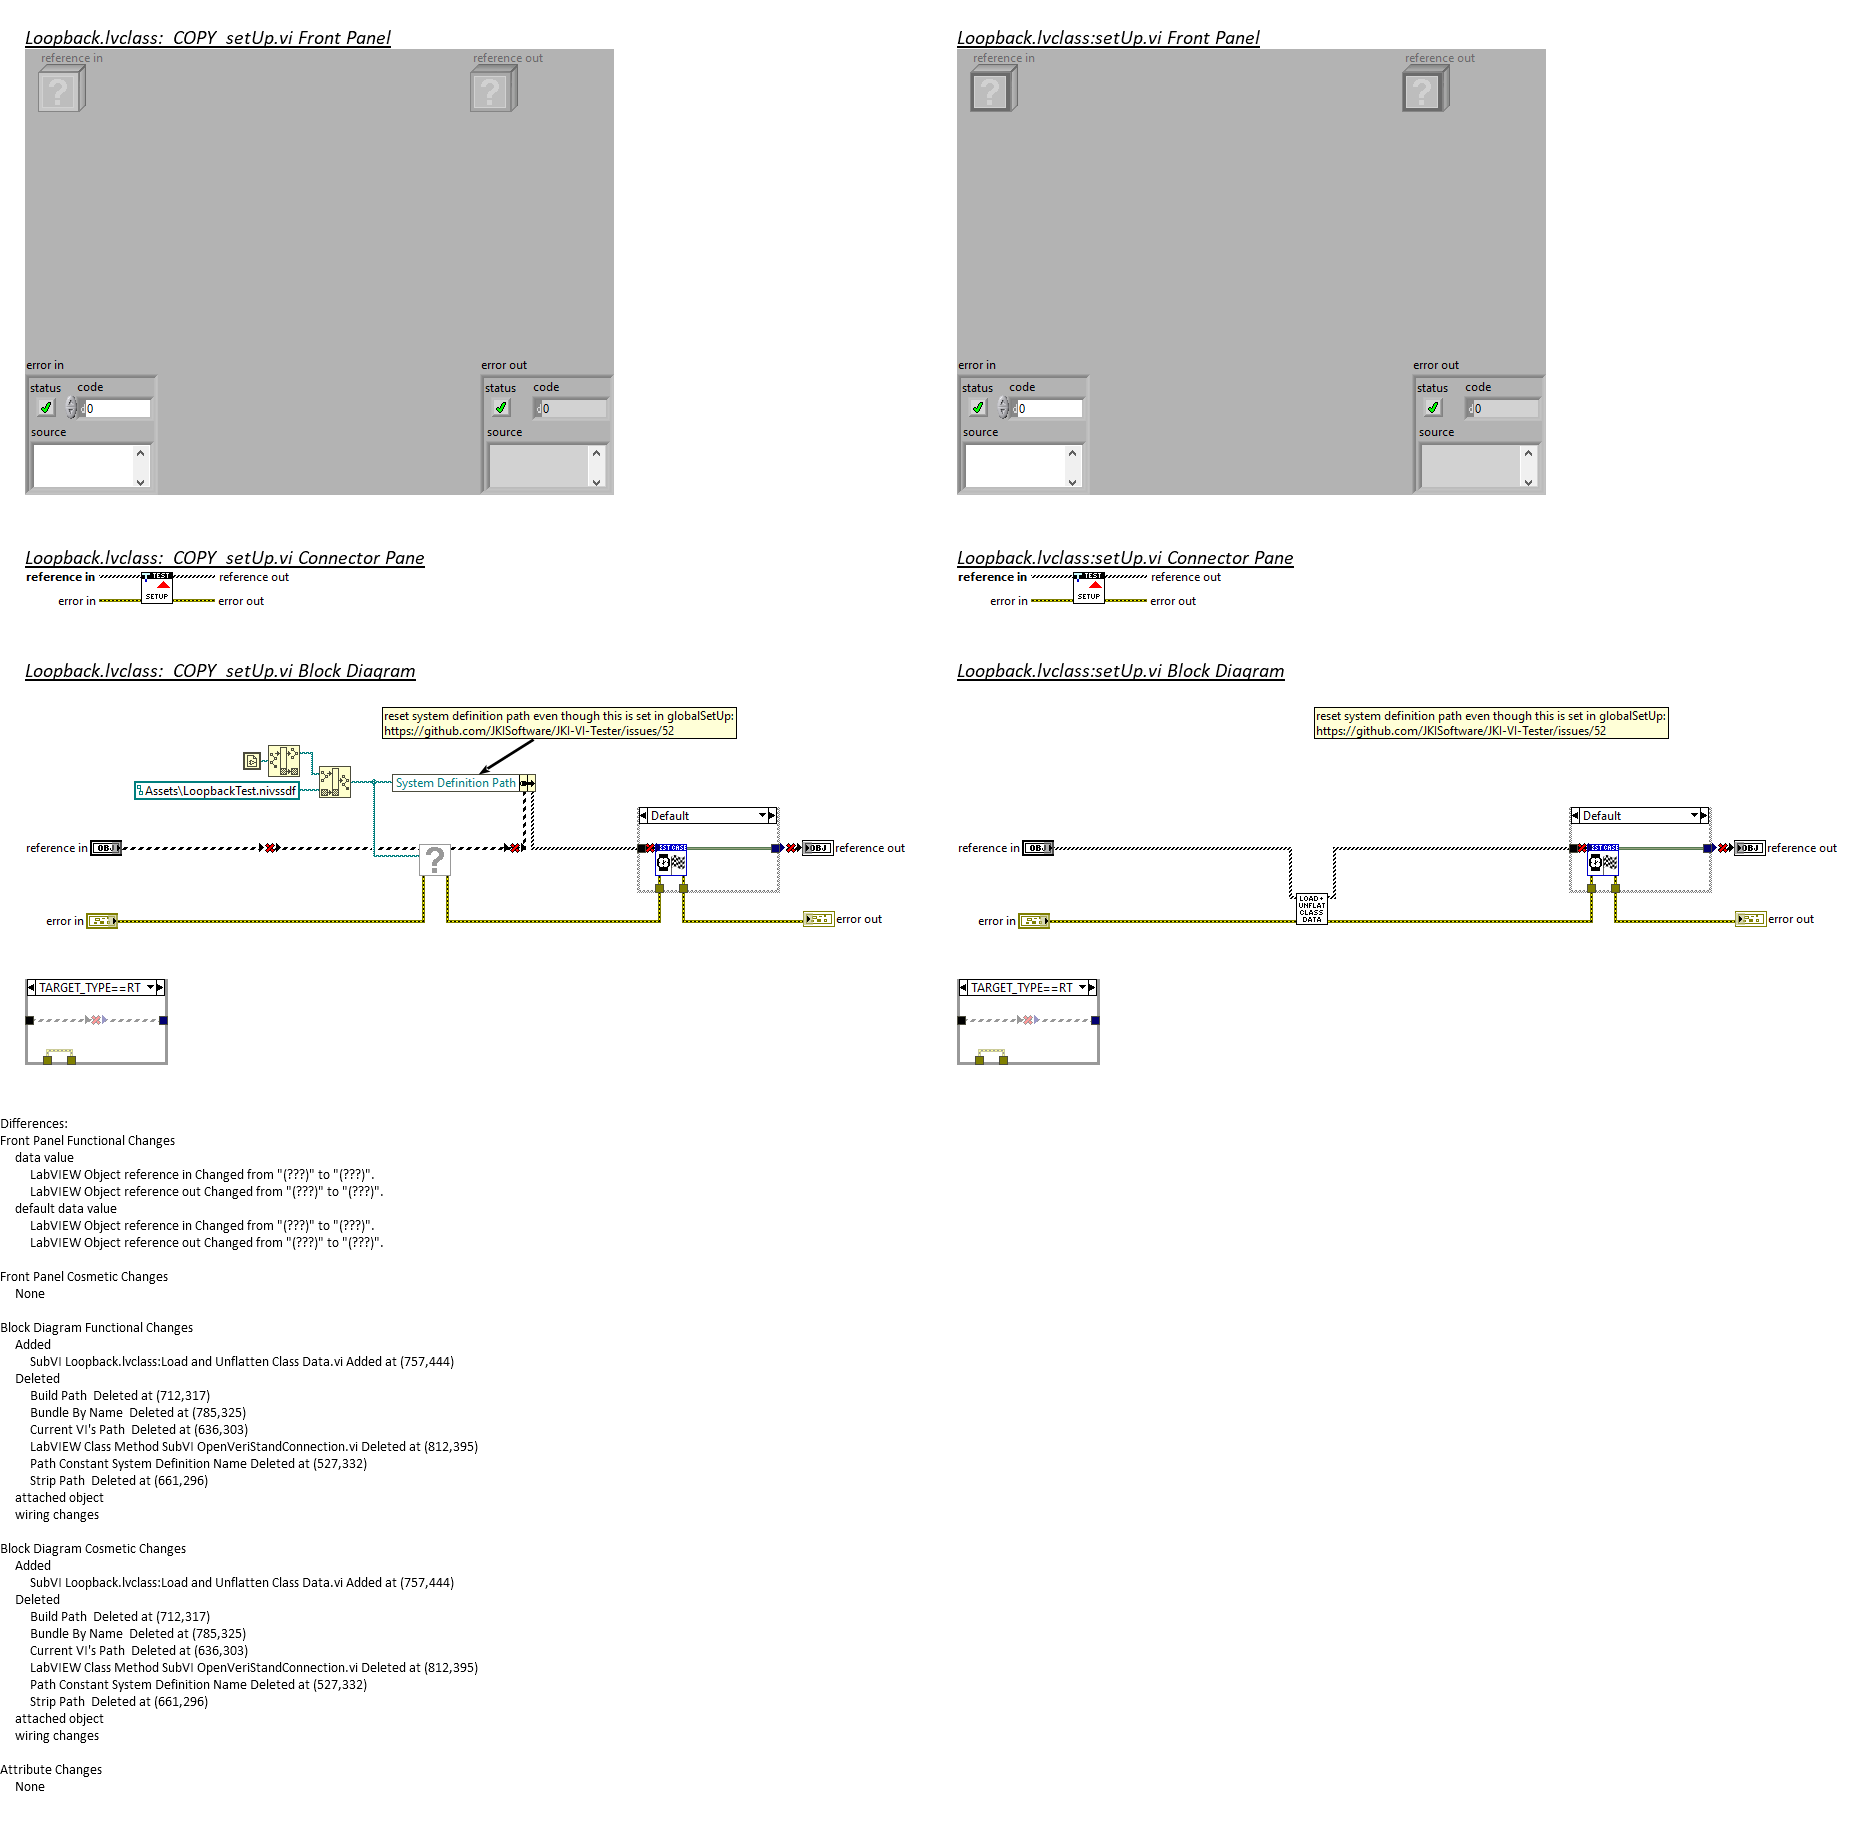 Loopback.lvclass:_COPY_setUp.vi Front Panel
reference in
reference out
?
?
error in
error out
status
code
status
code
0
0
source
source
Loopback.lvclass:setUp.vi Front Panel
reference in
reference out
?
?
error in
error out
status
code
status
code
0
0
source
source
Loopback.lvclass:_COPY_setUp.vi Connector Pane
reference in
TEST
reference out
error in
SETUP
error out
Loopback.lvclass:setUp.vi Connector Pane
reference in
TEST
reference out
error in
SETUP
error out
Loopback.lvclass:_COPY_setUp.vi Block Diagram
reset system definition path even though this is set in globalSetUp:
https://github.com/JKISoftware/JKI-VI-Tester/issues/52
System Definition Path
Assets\LoopbackTest.nivssdf
Default
reference in
OBJ
?
EST CASE
OBJ
reference out
error in
error out
TARGET_TYPE==RT
Loopback.lvclass:setUp.vi Block Diagram
reset system definition path even though this is set in globalSetUp:
https://github.com/JKISoftware/JKI-VI-Tester/issues/52
Default
reference in
OBJ
EST CASE
OBJ
reference out
LOAD+
UNFLAT
CLASS
DATA
error in
error out
TARGET_TYPE==RT
Differences:
Front Panel Functional Changes
data value
LabVIEW Object reference in Changed from "(???)" to "(???)".
LabVIEW Object reference out Changed from "(???)" to "(???)".
default data value
LabVIEW Object reference in Changed from "(???)" to "(???)".
LabVIEW Object reference out Changed from "(???)" to "(???)".
Front Panel Cosmetic Changes
None
Block Diagram Functional Changes
Added
SubVI Loopback.lvclass:Load and Unflatten Class Data.vi Added at (757,444)
Deleted
Build Path  Deleted at (712,317)
Bundle By Name  Deleted at (785,325)
Current VI's Path  Deleted at (636,303)
LabVIEW Class Method SubVI OpenVeriStandConnection.vi Deleted at (812,395)
Path Constant System Definition Name Deleted at (527,332)
Strip Path  Deleted at (661,296)
attached object
wiring changes
Block Diagram Cosmetic Changes
Added
SubVI Loopback.lvclass:Load and Unflatten Class Data.vi Added at (757,444)
Deleted
Build Path  Deleted at (712,317)
Bundle By Name  Deleted at (785,325)
Current VI's Path  Deleted at (636,303)
LabVIEW Class Method SubVI OpenVeriStandConnection.vi Deleted at (812,395)
Path Constant System Definition Name Deleted at (527,332)
Strip Path  Deleted at (661,296)
attached object
wiring changes
Attribute Changes
None